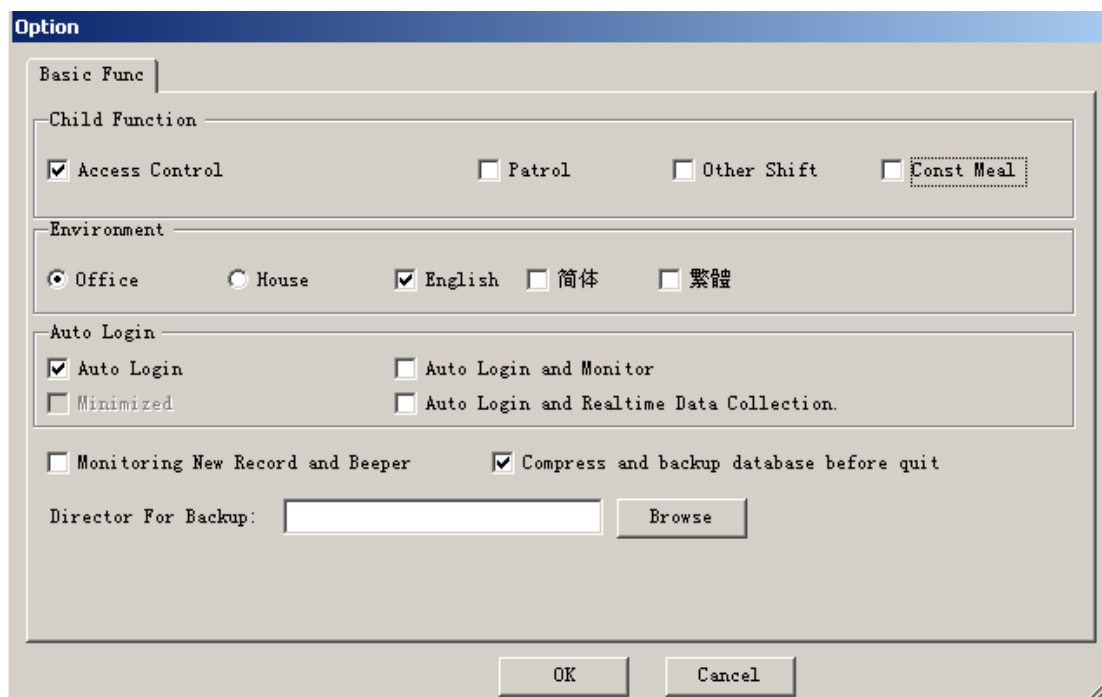 Option
Basic Func
Child Function
Access Control Patrol Other Shift Const Meal
Environment
Office House English 简体 繁體
Auto Login
Auto Login Auto Login and Monitor
Minimized Auto Login and Realtime Data Collection.
Monitoring New Record and Beeper Compress and backup database before quit
Director For Backup: Browse
OK Cancel